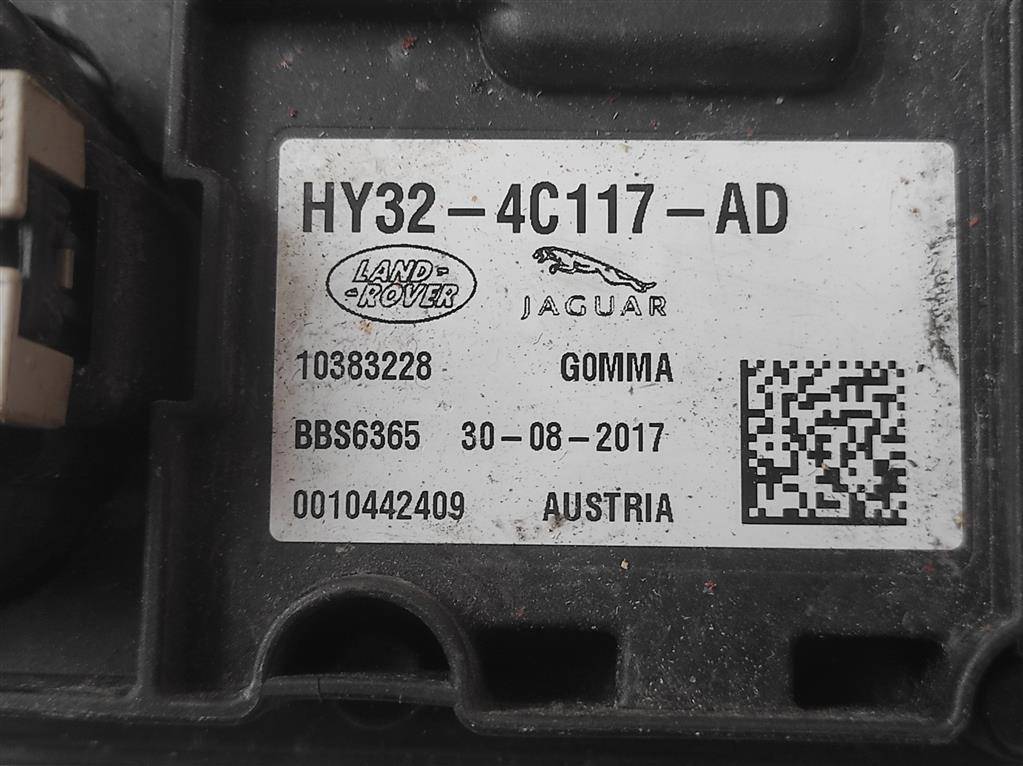 HY32-4C117-AD
LAND-
-ROVER
JAGUAR
10383228 GOMMA
BBS6365 30-08-2017
0010442409 AUSTRIA